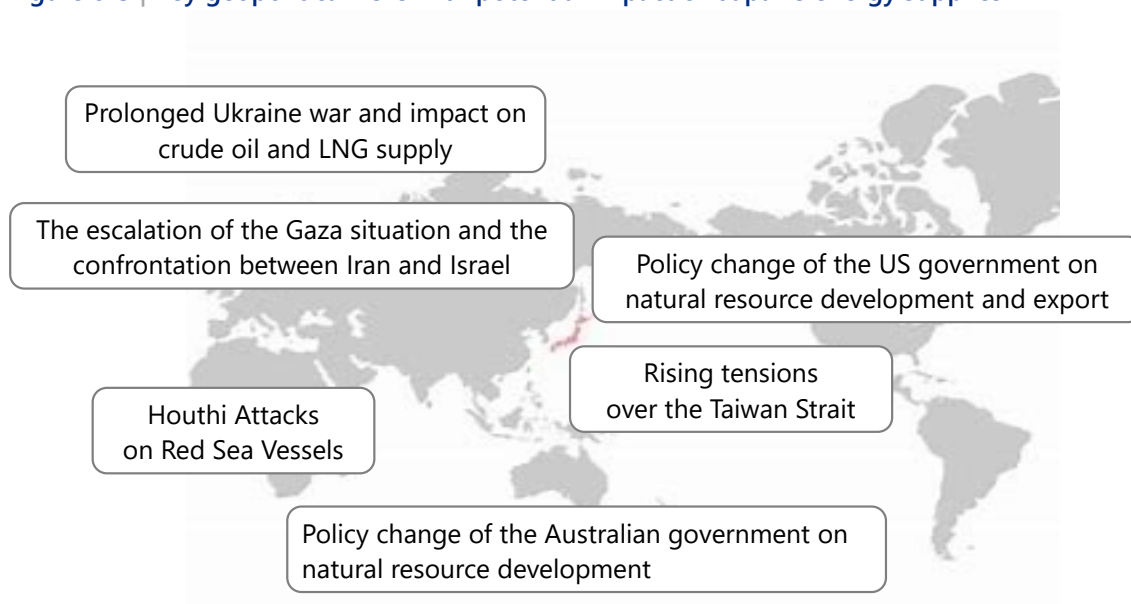 Prolonged Ukraine war and impact on
crude oil and LNG supply
The escalation of the Gaza situation and the
confrontation between Iran and Israel
Policy change of the US government on
natural resource development and export
Rising tensions
over the Taiwan Strait
Houthi Attacks
on Red Sea Vessels
Policy change of the Australian government on
natural resource development